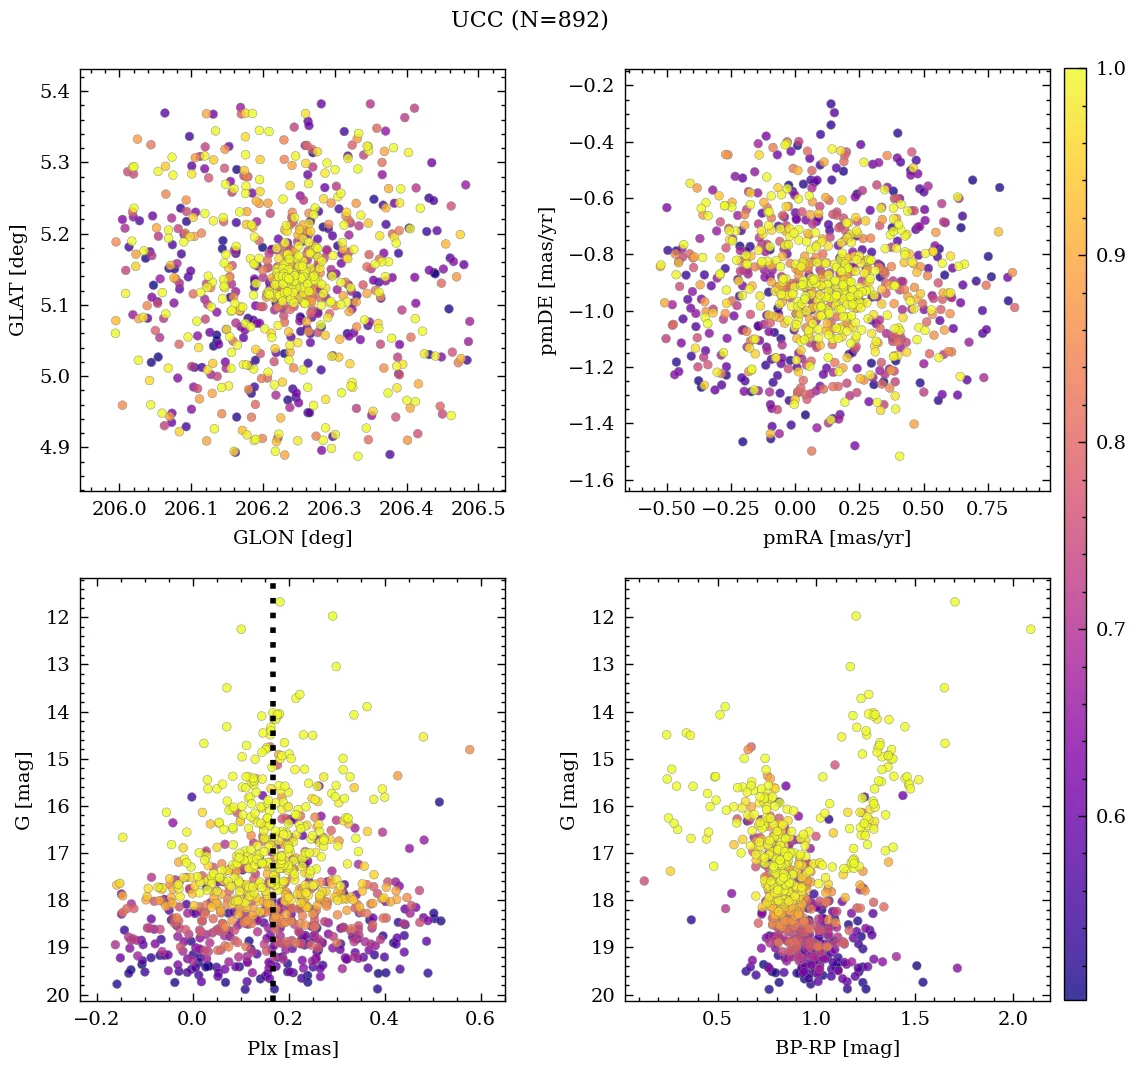 UCC (N=892)
5.4
5.3
5.2
5.1
5.0
4.9
GLAT [deg]
206.0 206.1 206.2 206.3 206.4 206.5
GLON [deg]
−0.2
−0.4
−0.6
−0.8
−1.0
−1.2
−1.4
−1.6
pmDE [mas/yr]
−0.50 −0.25 0.00 0.25 0.50 0.75
pmRA [mas/yr]
12
13
14
15
16
17
18
19
20
G [mag]
−0.2 0.0 0.2 0.4 0.6
Plx [mas]
12
13
14
15
16
17
18
19
20
G [mag]
0.5 1.0 1.5 2.0
BP-RP [mag]
1.0
0.9
0.8
0.7
0.6